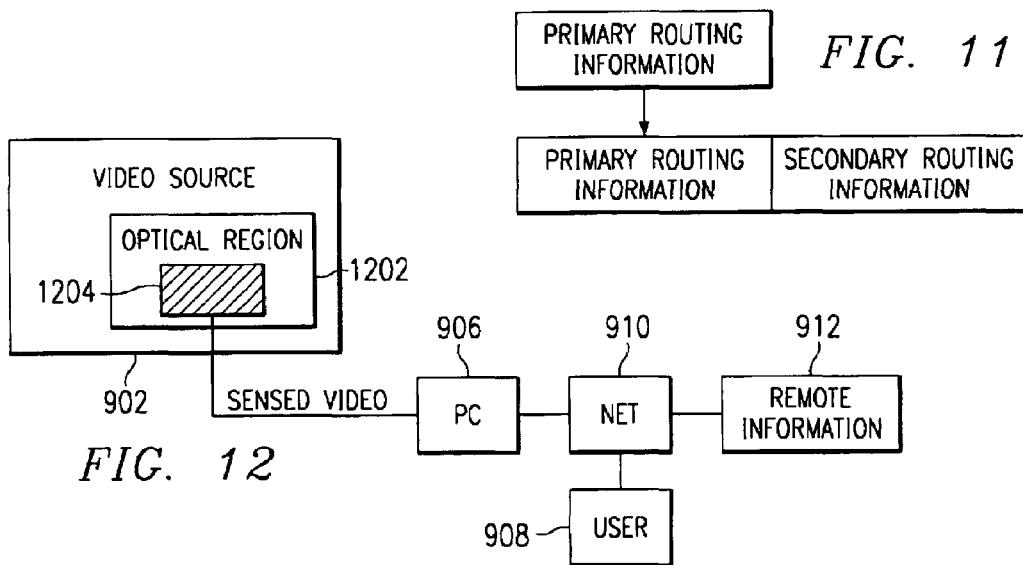 PRIMARY ROUTING
INFORMATION
FIG. 11
PRIMARY ROUTING
INFORMATION
SECONDARY ROUTING
INFORMATION
VIDEO SOURCE
OPTICAL REGION
1204
1202
902
SENSED VIDEO
906
PC
910
NET
912
REMOTE
INFORMATION
908
USER
FIG. 12